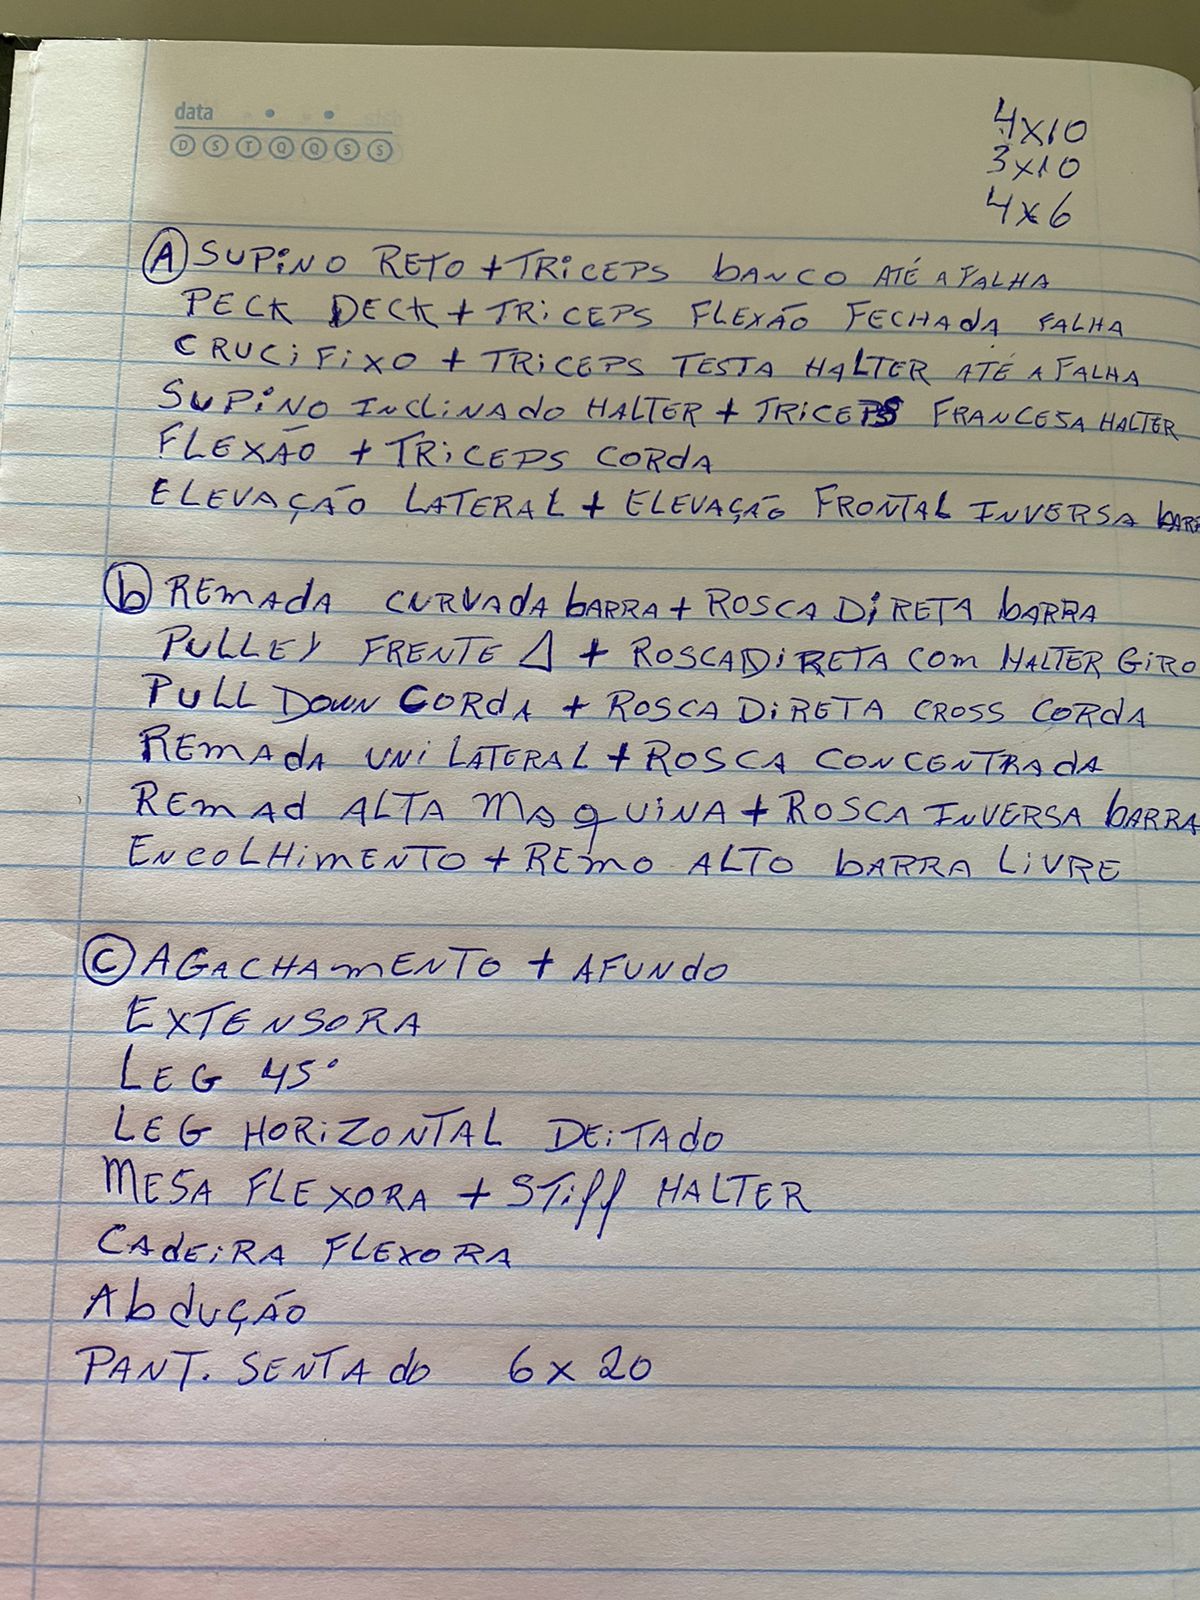 data
D S T Q Q S S
4x10
3x10
4x6
A SUPINO RETO + TRICEPS BANCO ATÉ A FALHA
PECK DECK + TRICEPS FLEXÃO FECHADA FALHA
CRUCIFIXO + TRICEPS TESTA HALTER ATÉ A FALHA
SUPINO INCLINADO HALTER + TRICEPS FRANCESA HALTER
FLEXÃO + TRICEPS CORDA
ELEVAÇÃO LATERAL + ELEVAÇÃO FRONTAL INVERSA
b REMADA CURVADA BARRA + ROSCA DIRETA BARRA
PULLEY FRENTE Δ + ROSCA DIRETA COM HALTER GIRO
PULL DOWN CORDA + ROSCA DIRETA CROSS CORDA
REMADA UNILATERAL + ROSCA CONCENTRADA
REMAD ALTA MAQUINA + ROSCA INVERSA BARRA
ENCOLHIMENTO + REMO ALTO BARRA LIVRE
C AGACHAMENTO + AFUNDO
EXTENSORA
LEG 45°
LEG HORIZONTAL DEITADO
MESA FLEXORA + STIFF HALTER
CADEIRA FLEXORA
ABDUÇÃO
PANT. SENTADO 6x20